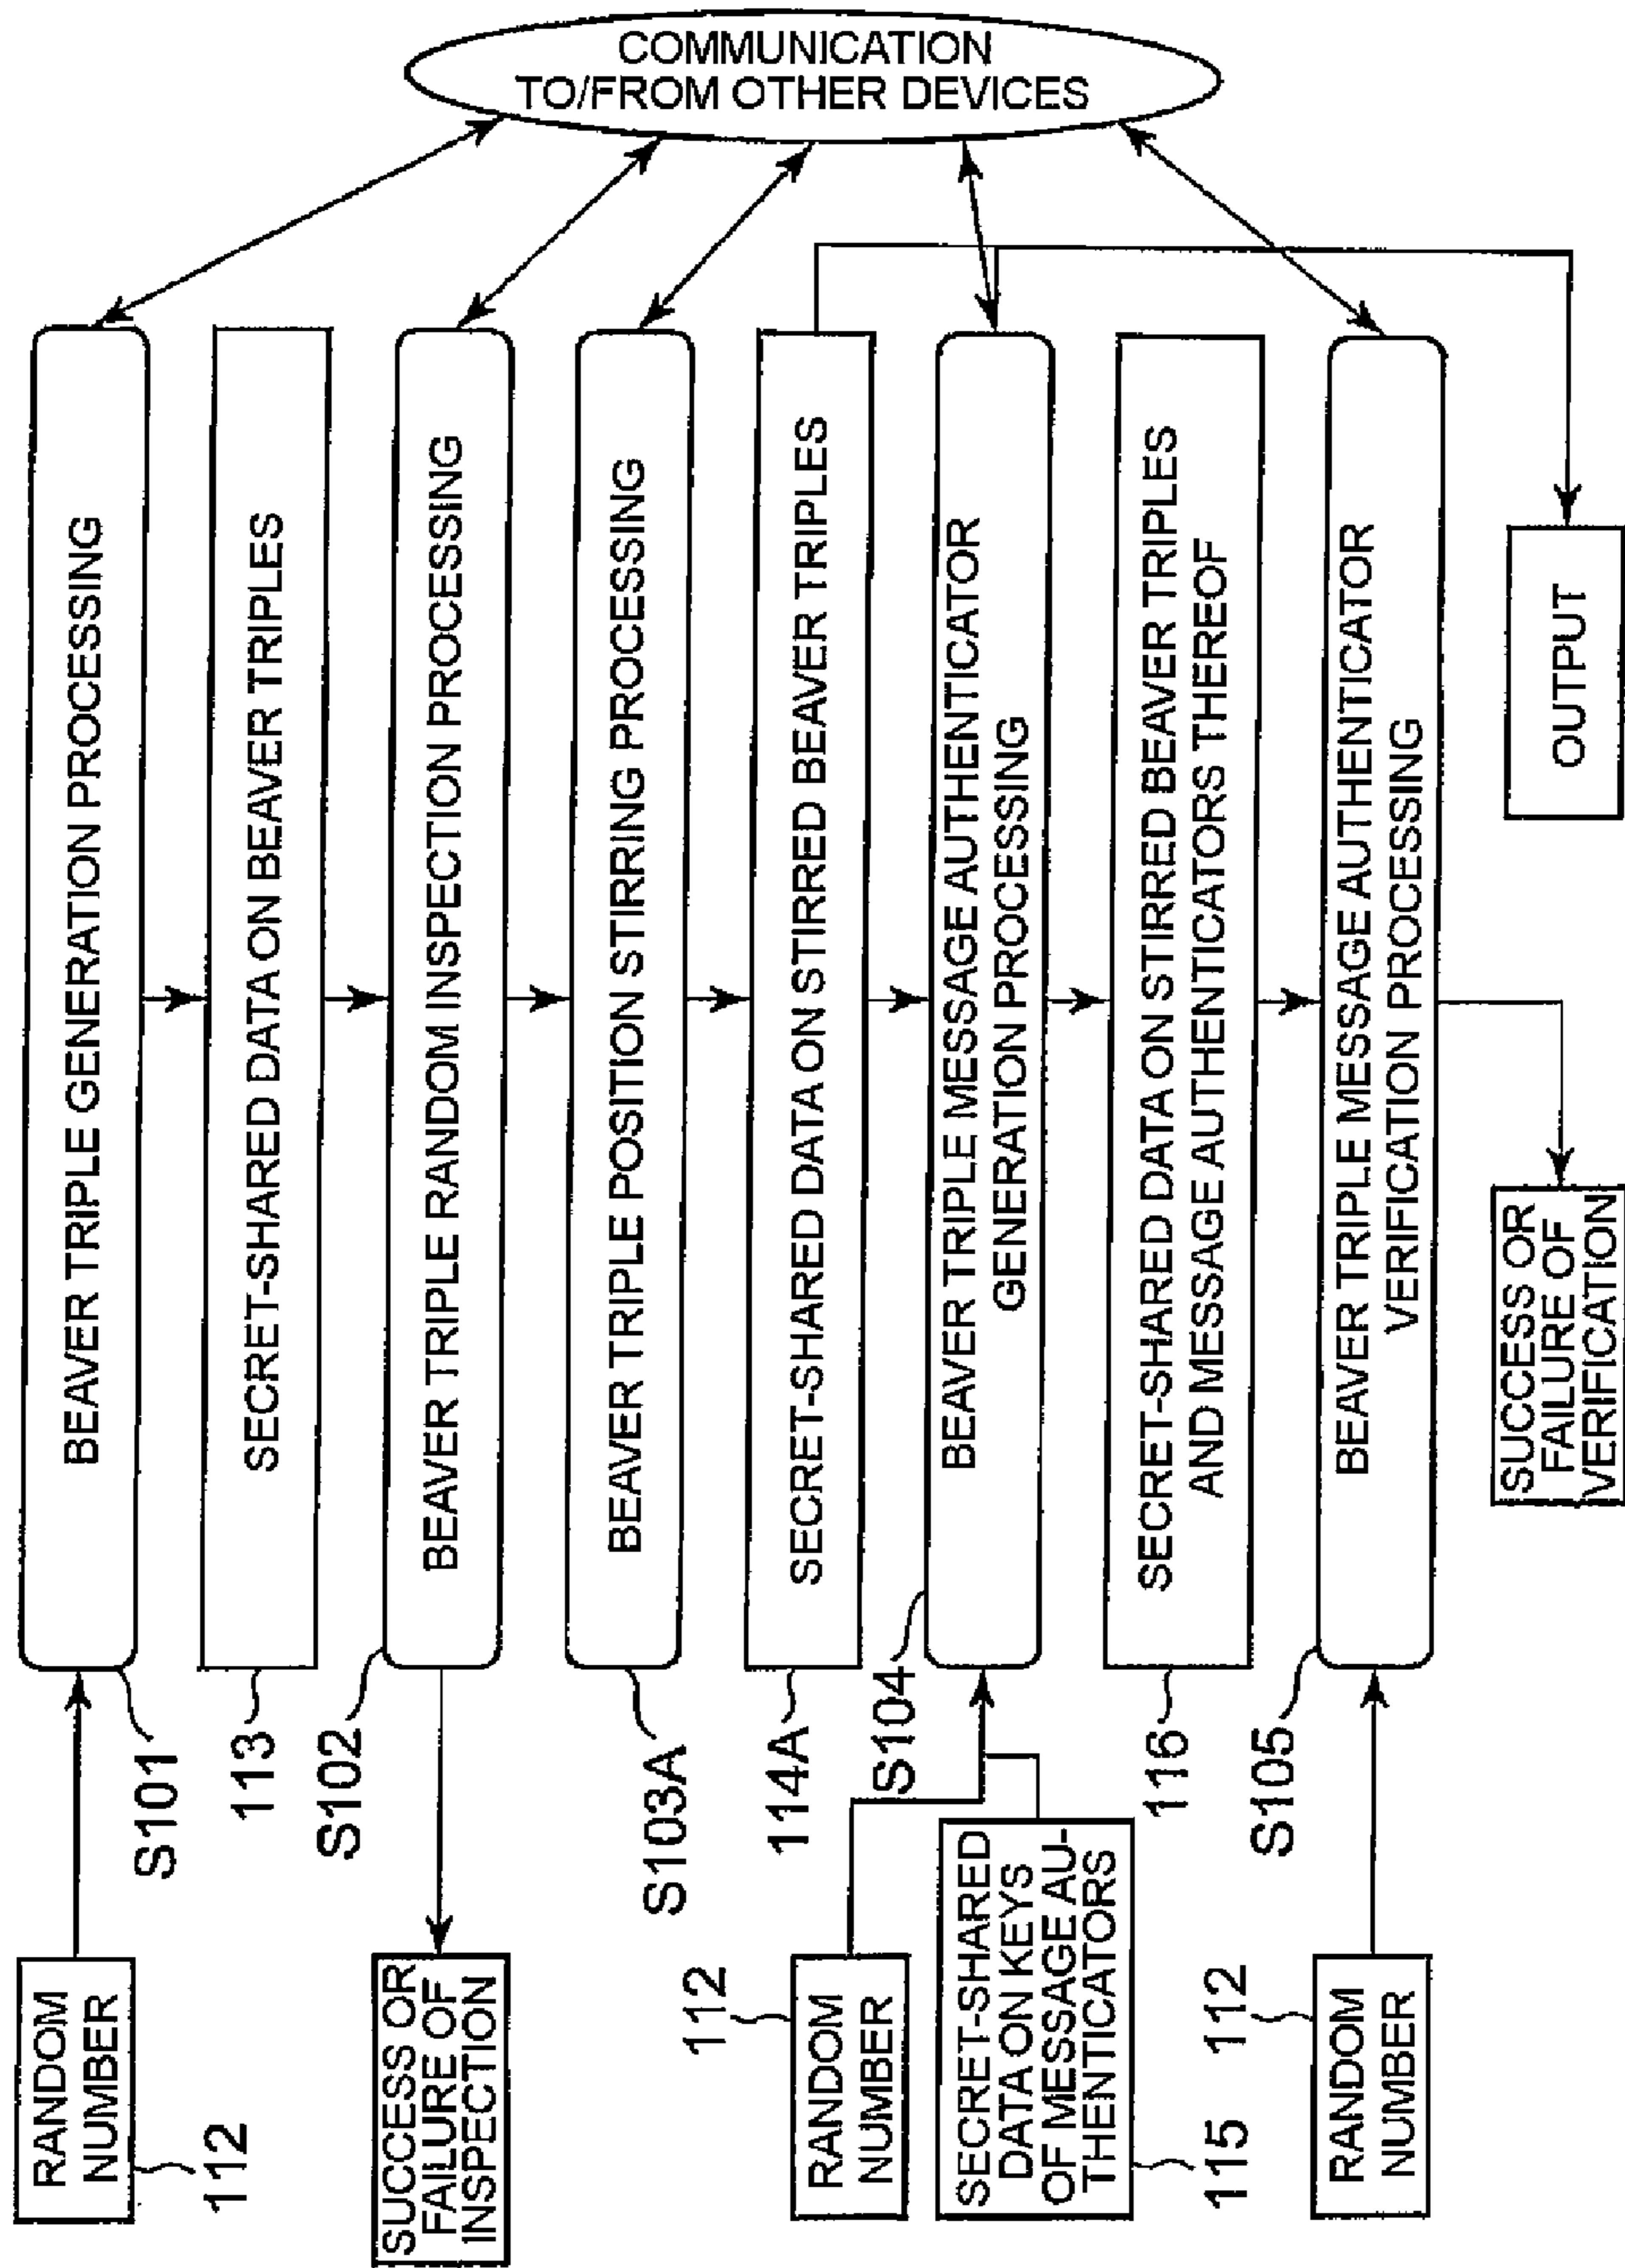 RANDOM
NUMBER
112
S101
BEAVER TRIPLE GENERATION PROCESSING
113
SECRET-SHARED DATA ON BEAVER TRIPLES
SUCCESS OR
FAILURE OF
INSPECTION
S102
BEAVER TRIPLE RANDOM INSPECTION PROCESSING
S103A
BEAVER TRIPLE POSITION STIRRING PROCESSING
114A
SECRET-SHARED DATA ON STIRRED BEAVER TRIPLES
112
RANDOM
NUMBER
S104
BEAVER TRIPLE MESSAGE AUTHENTICATOR
GENERATION PROCESSING
SECRET-SHARED
DATA ON KEYS
OF MESSAGE AU-
THENTICATORS
115
116
SECRET-SHARED DATA ON STIRRED BEAVER TRIPLES
AND MESSAGE AUTHENTICATORS THEREOF
112
RANDOM
NUMBER
S105
BEAVER TRIPLE MESSAGE AUTHENTICATOR
VERIFICATION PROCESSING
SUCCESS OR
FAILURE OF
VERIFICATION
OUTPUT
COMMUNICATION
TO/FROM OTHER DEVICES